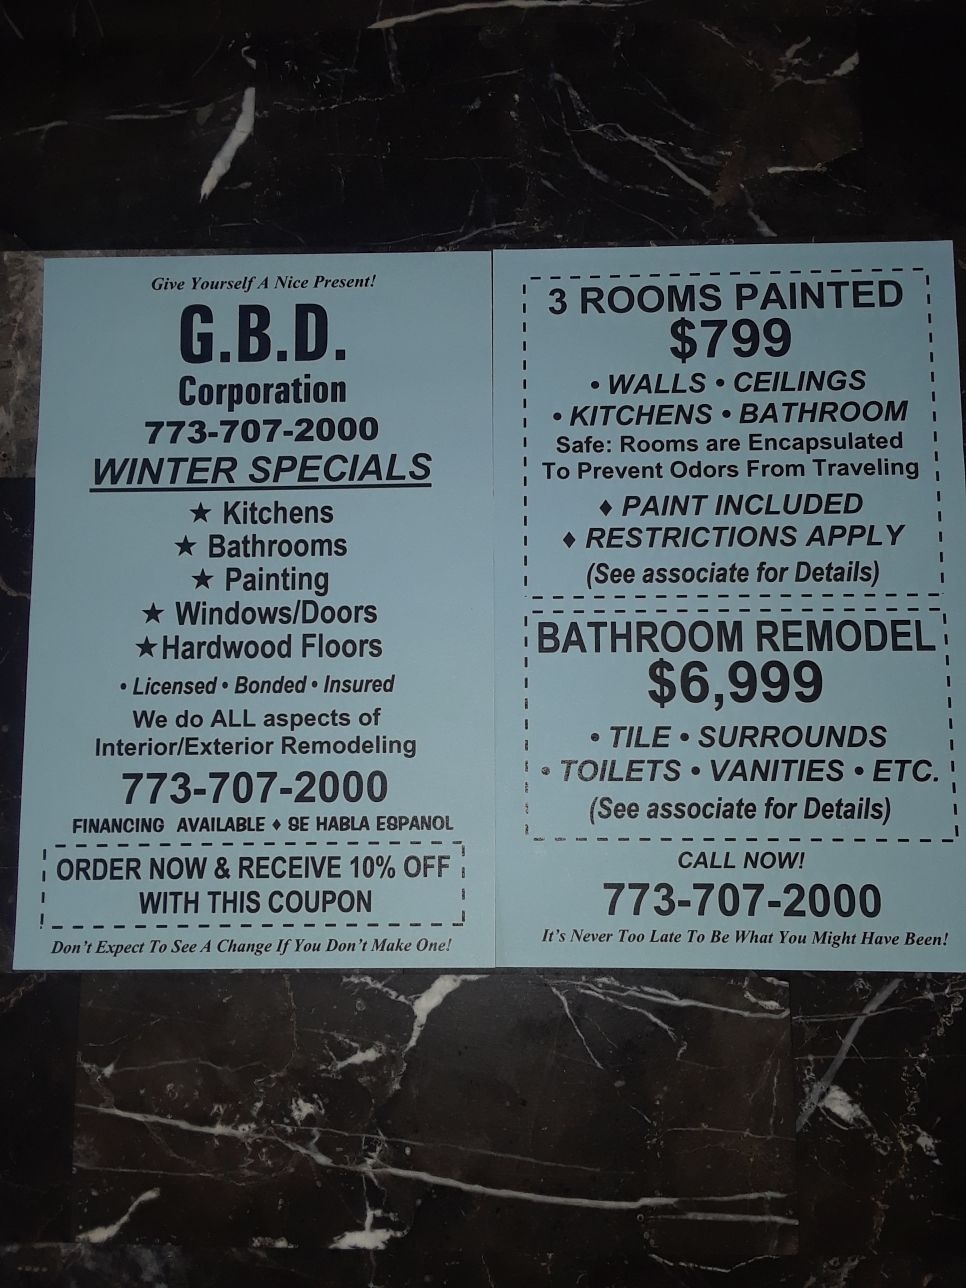 Give Yourself A Nice Present!
G.B.D.
Corporation
773-707-2000
WINTER SPECIALS
★ Kitchens
★ Bathrooms
★ Painting
★ Windows/Doors
★Hardwood Floors
• Licensed • Bonded • Insured
We do ALL aspects of
Interior/Exterior Remodeling
773-707-2000
FINANCING AVAILABLE ♦ SE HABLA ESPANOL
ORDER NOW & RECEIVE 10% OFF
WITH THIS COUPON
Don't Expect To See A Change If You Don't Make One!
3 ROOMS PAINTED
$799
• WALLS • CEILINGS
• KITCHENS • BATHROOM
Safe: Rooms are Encapsulated
To Prevent Odors From Traveling
♦ PAINT INCLUDED
♦ RESTRICTIONS APPLY
(See associate for Details)
BATHROOM REMODEL
$6,999
• TILE • SURROUNDS
• TOILETS • VANITIES • ETC.
(See associate for Details)
CALL NOW!
773-707-2000
It's Never Too Late To Be What You Might Have Been!